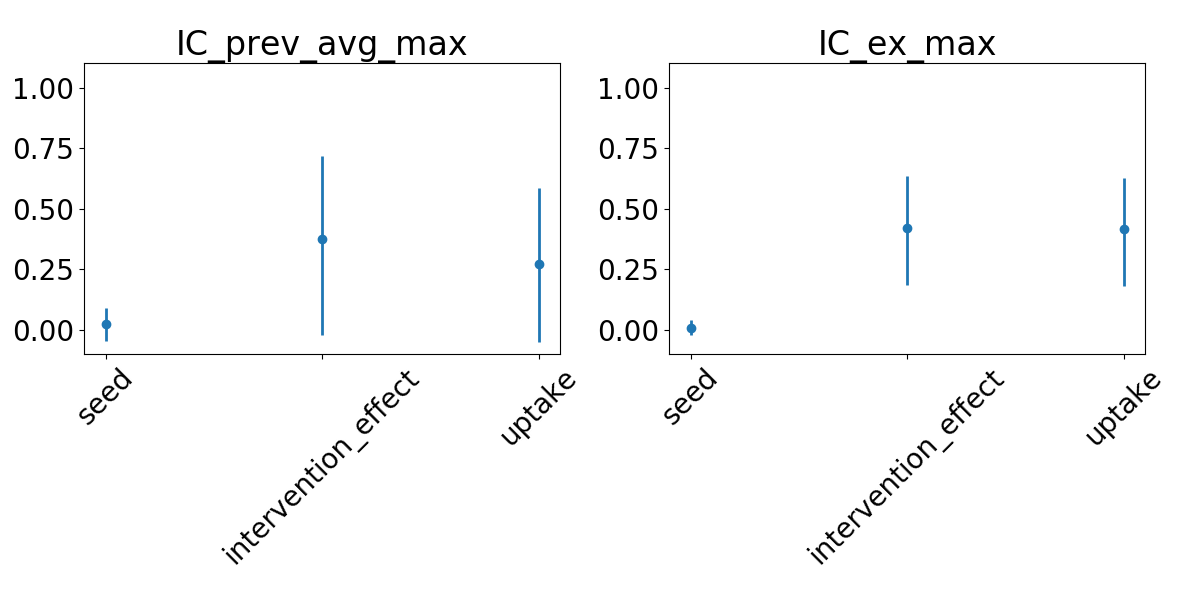 IC_prev_avg_max
1.00
0.75
0.50
0.25
0.00
seed
intervention_effect
uptake
IC_ex_max
1.00
0.75
0.50
0.25
0.00
seed
intervention_effect
uptake